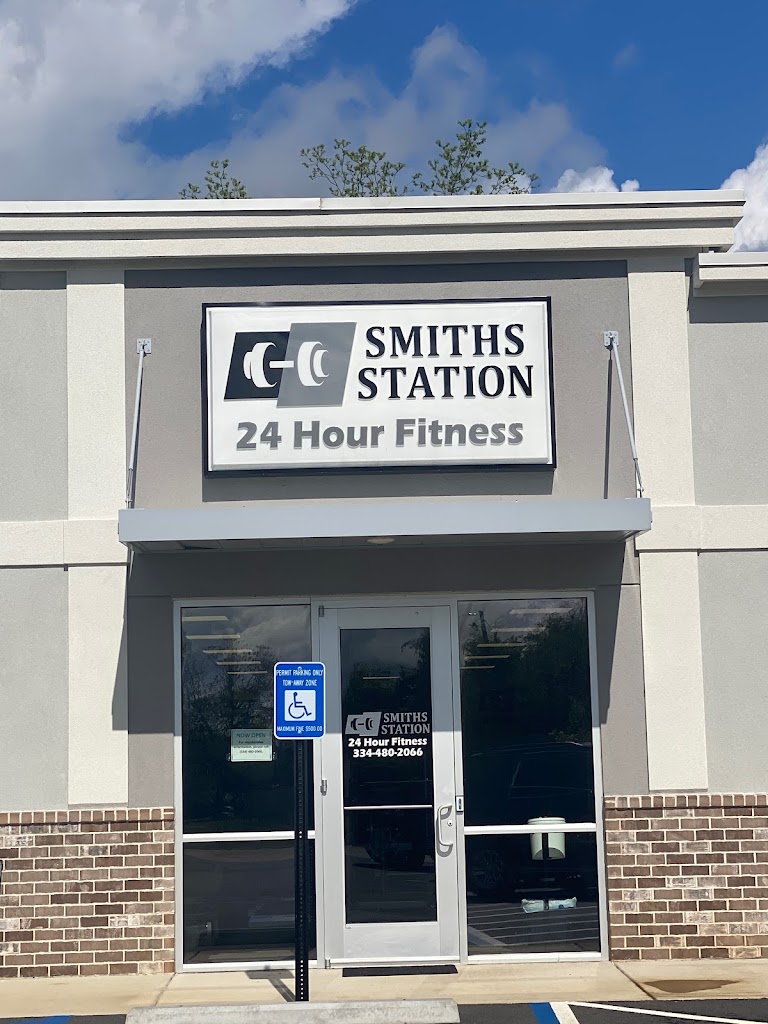 SMITHS
STATION
24 Hour Fitness
PERMIT PARKING ONLY
TOW-AWAY ZONE
MAXIMUM FINE $500.00
NOW OPEN
SMITHS
STATION
24 Hour Fitness
334-480-2066